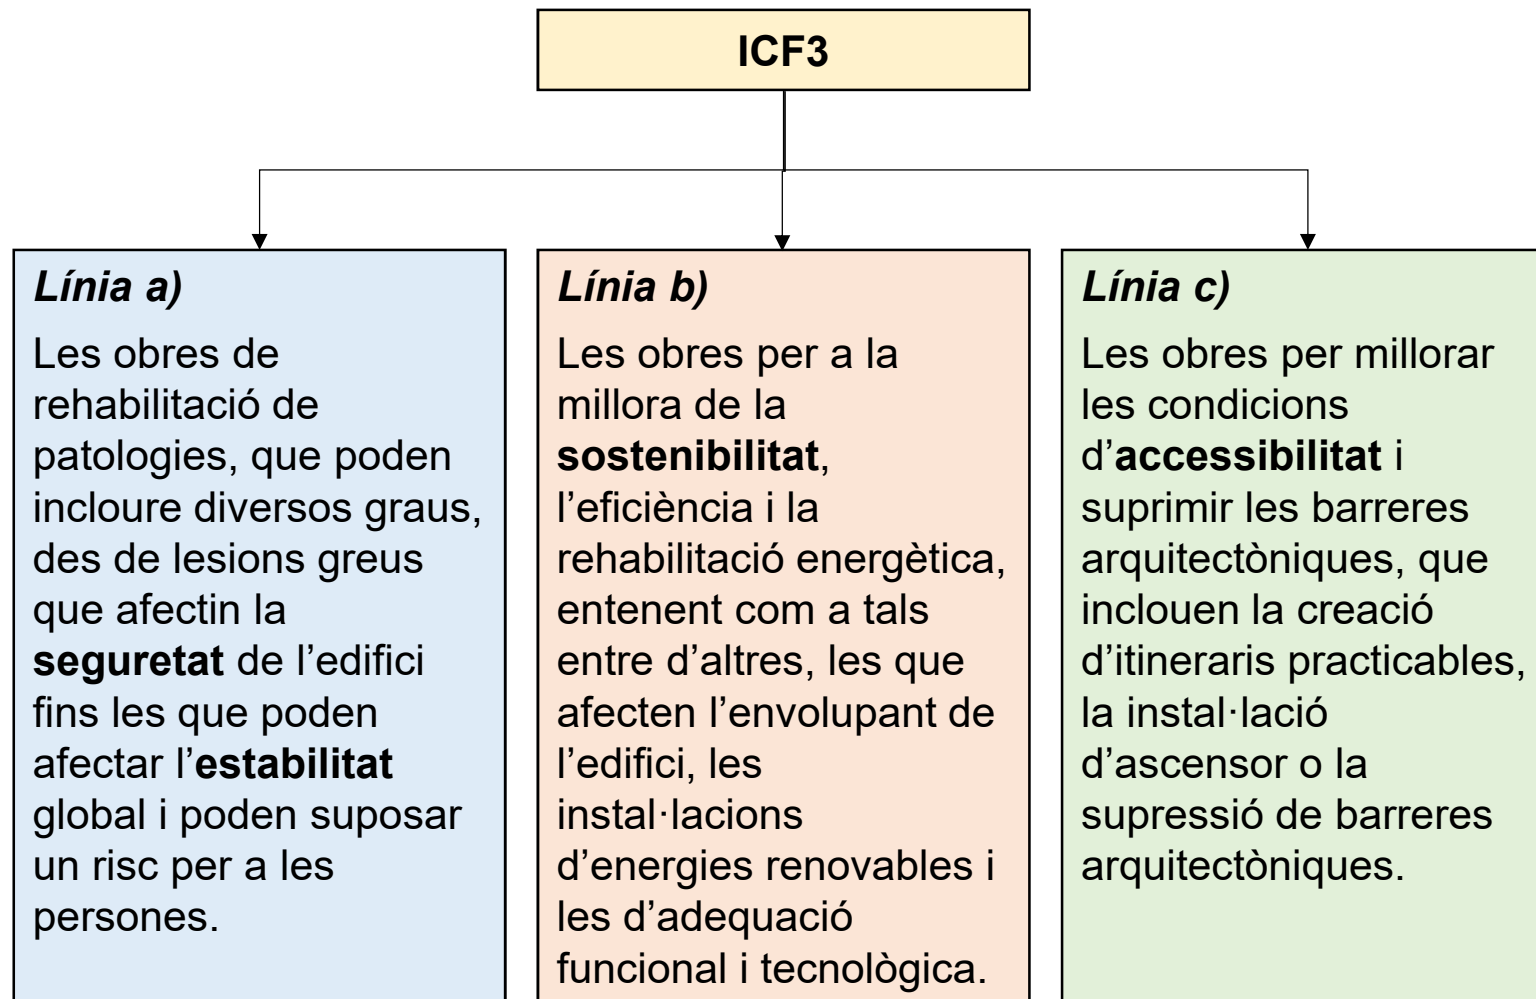 ICF3
Línia a)
Les obres de
rehabilitació de
patologies, que poden
incloure diversos graus,
des de lesions greus
que afectin la
seguretat de l’edifici
fins les que poden
afectar l’estabilitat
global i poden suposar
un risc per a les
persones.
Línia b)
Les obres per a la
millora de la
sostenibilitat,
l’eficiència i la
rehabilitació energètica,
entenent com a tals
entre d’altres, les que
afecten l’envolupant de
l’edifici, les
instal·lacions
d’energies renovables i
les d’adequació
funcional i tecnològica.
Línia c)
Les obres per millorar
les condicions
d’accessibilitat i
suprimir les barreres
arquitectòniques, que
inclouen la creació
d’itineraris practicables,
la instal·lació
d’ascensor o la
supressió de barreres
arquitectòniques.